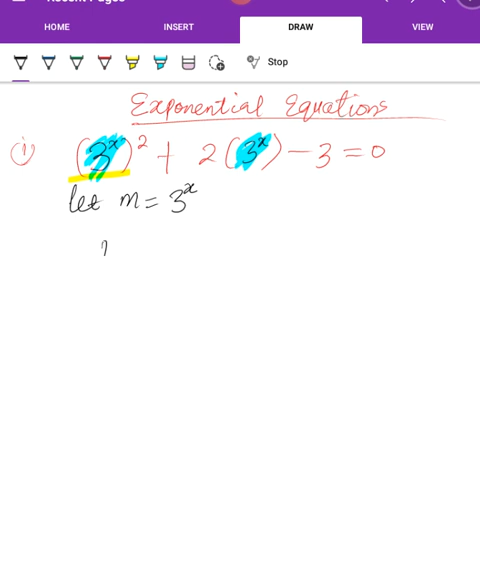 HOME INSERT DRAW VIEW
Stop
Exponential Equations
(1) (3^x)^2 + 2(3^x) - 3 = 0
let m = 3^x